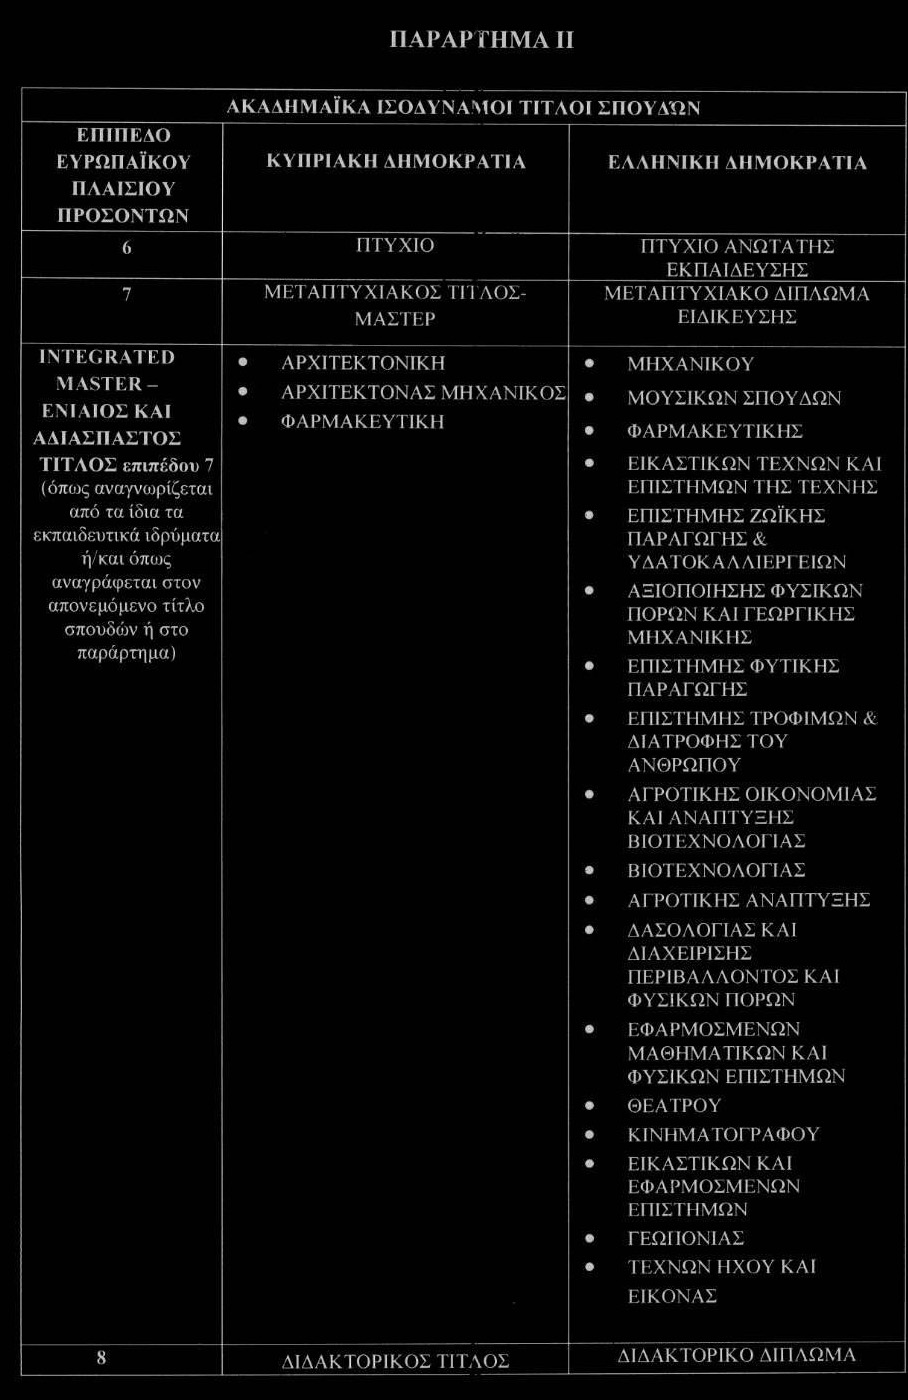 ΠΑΡΑΡΤΗΜΑ ΙΙ
ΑΚΑΔΗΜΑΪΚΑ ΙΣΟΔΥΝΑΜΟΙ ΤΙΤΛΟΙ ΣΠΟΥΔΩΝ
ΕΠΙΠΕΔΟ
ΕΥΡΩΠΑΪΚΟΥ
ΠΛΑΙΣΙΟΥ
ΠΡΟΣΟΝΤΩΝ
ΚΥΠΡΙΑΚΗ ΔΗΜΟΚΡΑΤΙΑ
ΕΛΛΗΝΙΚΗ ΔΗΜΟΚΡΑΤΙΑ
6
ΠΤΥΧΙΟ
ΠΤΥΧΙΟ ΑΝΩΤΑΤΗΣ
ΕΚΠΑΙΔΕΥΣΗΣ
7
ΜΕΤΑΠΤΥΧΙΑΚΟΣ ΤΙΤΛΟΣ-
ΜΑΣΤΕΡ
ΜΕΤΑΠΤΥΧΙΑΚΟ ΔΙΠΛΩΜΑ
ΕΙΔΙΚΕΥΣΗΣ
INTEGRATED
MASTER –
ΕΝΙΑΙΟΣ ΚΑΙ
ΑΔΙΑΣΠΑΣΤΟΣ
ΤΙΤΛΟΣ επιπέδου 7
(όπως αναγνωρίζεται
από τα ίδια τα
εκπαιδευτικά ιδρύματα
ή/και όπως
αναγράφεται στον
απονεμόμενο τίτλο
σπουδών ή στο
παράρτημα)
• ΑΡΧΙΤΕΚΤΟΝΙΚΗ
• ΑΡΧΙΤΕΚΤΟΝΑΣ ΜΗΧΑΝΙΚΟΣ
• ΦΑΡΜΑΚΕΥΤΙΚΗ
• ΜΗΧΑΝΙΚΟΥ
• ΜΟΥΣΙΚΩΝ ΣΠΟΥΔΩΝ
• ΦΑΡΜΑΚΕΥΤΙΚΗΣ
• ΕΙΚΑΣΤΙΚΩΝ ΤΕΧΝΩΝ ΚΑΙ
ΕΠΙΣΤΗΜΩΝ ΤΗΣ ΤΕΧΝΗΣ
• ΕΠΙΣΤΗΜΗΣ ΖΩΪΚΗΣ
ΠΑΡΑΓΩΓΗΣ &
ΥΔΑΤΟΚΑΛΛΙΕΡΓΕΙΩΝ
• ΑΞΙΟΠΟΙΗΣΗΣ ΦΥΣΙΚΩΝ
ΠΟΡΩΝ ΚΑΙ ΓΕΩΡΓΙΚΗΣ
ΜΗΧΑΝΙΚΗΣ
• ΕΠΙΣΤΗΜΗΣ ΦΥΤΙΚΗΣ
ΠΑΡΑΓΩΓΗΣ
• ΕΠΙΣΤΗΜΗΣ ΤΡΟΦΙΜΩΝ &
ΔΙΑΤΡΟΦΗΣ ΤΟΥ
ΑΝΘΡΩΠΟΥ
• ΑΓΡΟΤΙΚΗΣ ΟΙΚΟΝΟΜΙΑΣ
ΚΑΙ ΑΝΑΠΤΥΞΗΣ
ΒΙΟΤΕΧΝΟΛΟΓΙΑΣ
• ΒΙΟΤΕΧΝΟΛΟΓΙΑΣ
• ΑΓΡΟΤΙΚΗΣ ΑΝΑΠΤΥΞΗΣ
• ΔΑΣΟΛΟΓΙΑΣ ΚΑΙ
ΔΙΑΧΕΙΡΙΣΗΣ
ΠΕΡΙΒΑΛΛΟΝΤΟΣ ΚΑΙ
ΦΥΣΙΚΩΝ ΠΟΡΩΝ
• ΕΦΑΡΜΟΣΜΕΝΩΝ
ΜΑΘΗΜΑΤΙΚΩΝ ΚΑΙ
ΦΥΣΙΚΩΝ ΕΠΙΣΤΗΜΩΝ
• ΘΕΑΤΡΟΥ
• ΚΙΝΗΜΑΤΟΓΡΑΦΟΥ
• ΕΙΚΑΣΤΙΚΩΝ ΚΑΙ
ΕΦΑΡΜΟΣΜΕΝΩΝ
ΕΠΙΣΤΗΜΩΝ
• ΓΕΩΠΟΝΙΑΣ
• ΤΕΧΝΩΝ ΗΧΟΥ ΚΑΙ
ΕΙΚΟΝΑΣ
8
ΔΙΔΑΚΤΟΡΙΚΟΣ ΤΙΤΛΟΣ
ΔΙΔΑΚΤΟΡΙΚΟ ΔΙΠΛΩΜΑ